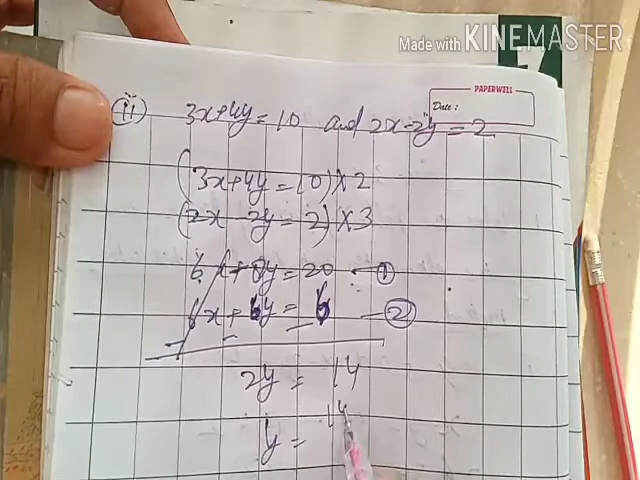 Made with KINEMASTER
PAPERWELL
Date :
(ii) 3x+4y=10 and 2x-2y=2
(3x+4y=10)×2
(2x-2y=2)×3
6x+8y=20 -①
6x+6y=6 -②
2y = 14
y = 14